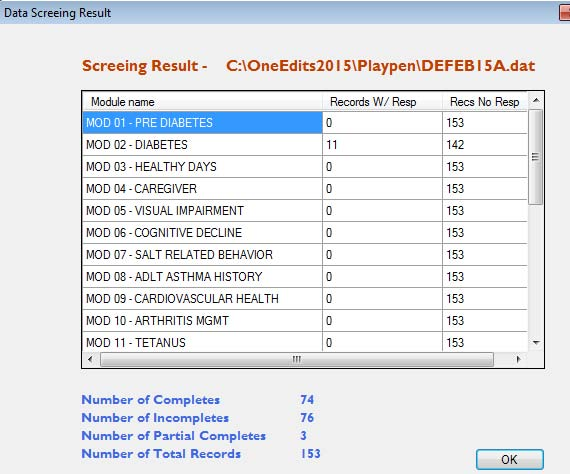 Data Screeing Result
Screeing Result - C:\OneEdits2015\Playpen\DEFEB15A.dat
Module name Records W/ Resp Recs No Resp
MOD 01 - PRE DIABETES 0 153
MOD 02 - DIABETES 11 142
MOD 03 - HEALTHY DAYS 0 153
MOD 04 - CAREGIVER 0 153
MOD 05 - VISUAL IMPAIRMENT 0 153
MOD 06 - COGNITIVE DECLINE 0 153
MOD 07 - SALT RELATED BEHAVIOR 0 153
MOD 08 - ADLT ASTHMA HISTORY 0 153
MOD 09 - CARDIOVASCULAR HEALTH 0 153
MOD 10 - ARTHRITIS MGMT 0 153
MOD 11 - TETANUS 0 153
Number of Completes 74
Number of Incompletes 76
Number of Partial Completes 3
Number of Total Records 153
OK